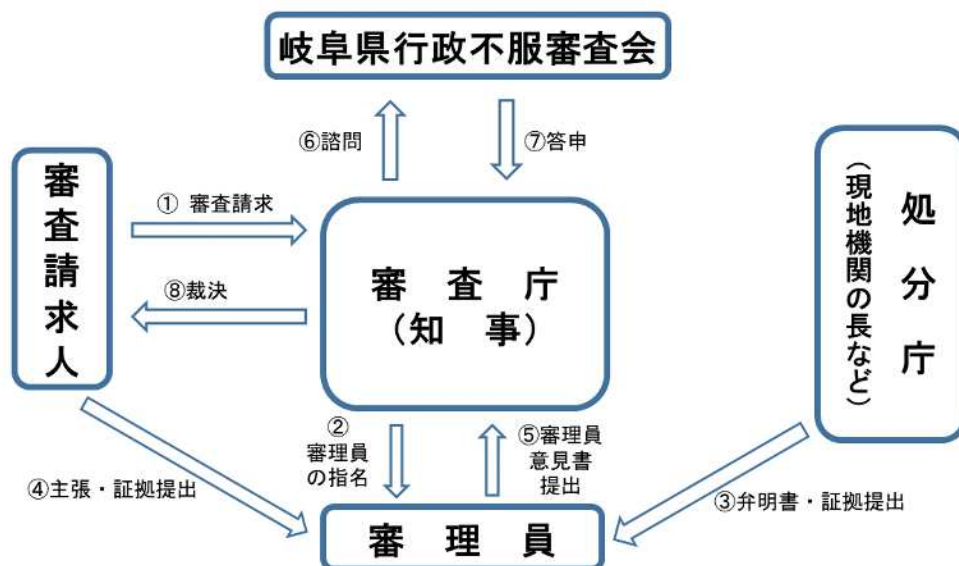 岐阜県行政不服審査会
⑥諮問
⑦答申
審査請求人
① 審査請求
⑧裁決
審 査 庁
（知 事）
処 分 庁
（現地機関の長など）
②
審理員
の指名
⑤審理員
意見書
提出
④主張・証拠提出
③弁明書・証拠提出
審 理 員